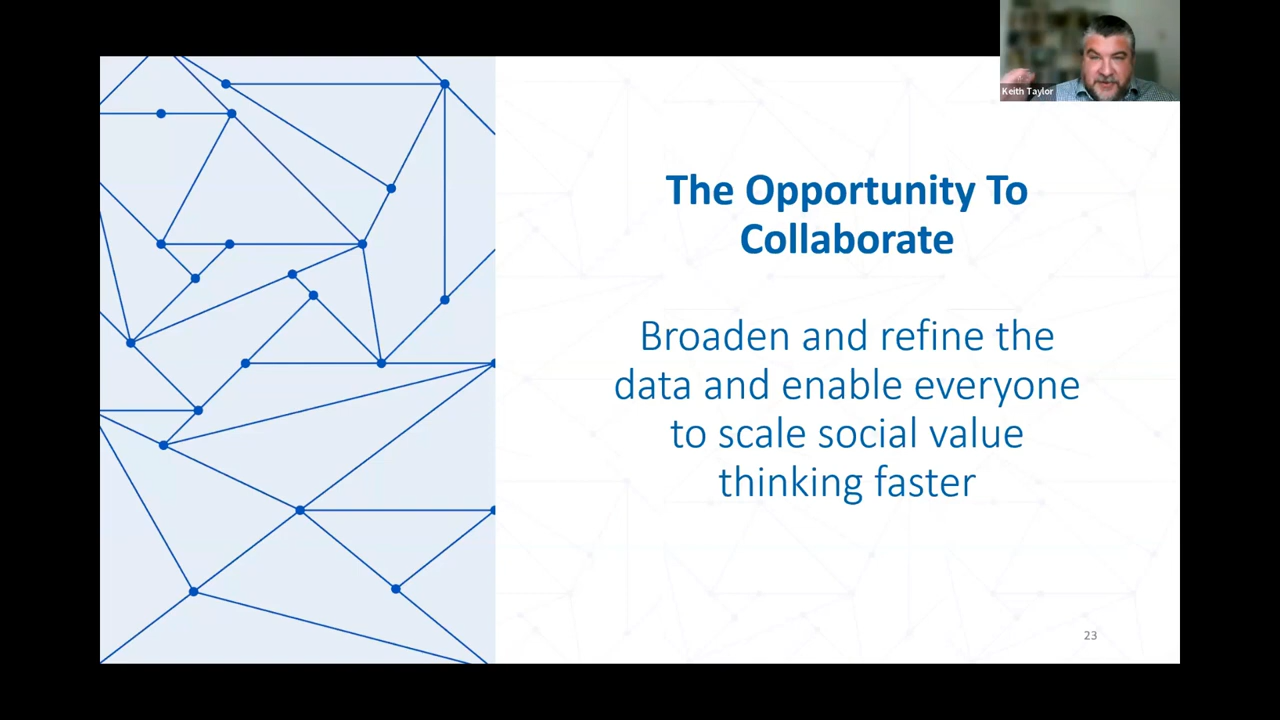 Keith Taylor
The Opportunity To
Collaborate
Broaden and refine the
data and enable everyone
to scale social value
thinking faster
23